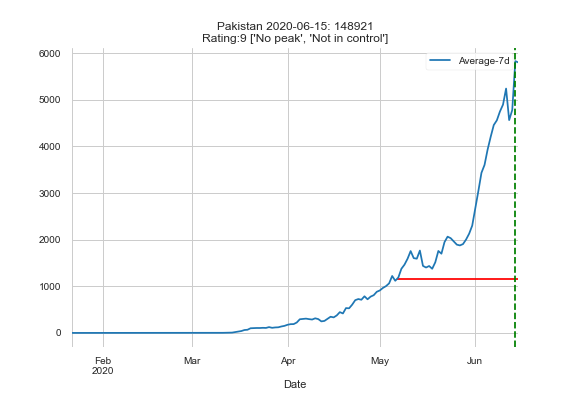 Pakistan 2020-06-15: 148921
Rating:9 ['No peak', 'Not in control']
Average-7d
6000
5000
4000
3000
2000
1000
0
Feb Mar Apr May Jun
2020
Date